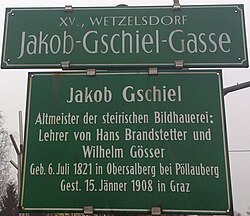 XV., WETZELSDORF
Jakob-Gschiel-Gasse
Jakob Gschiel
Altmeister der steirischen Bildhauerei;
Lehrer von Hans Brandstetter und
Wilhelm Gösser
Geb. 6. Juli 1821 in Obersalberg bei Pöllauberg
Gest. 15. Jänner 1908 in Graz